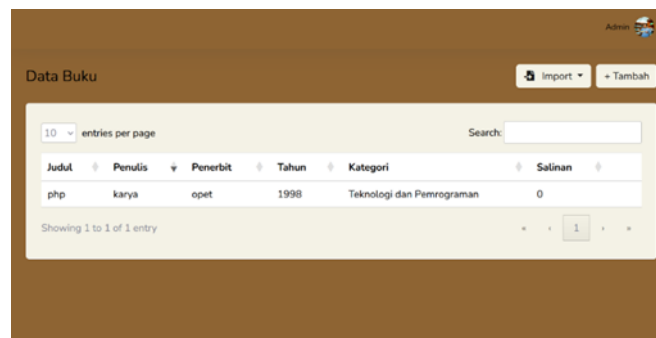 Admin
Data Buku
Import
+ Tambah
10 entries per page
Search:
Judul Penulis Penerbit Tahun Kategori Salinan
php karya opet 1998 Teknologi dan Pemrograman 0
Showing 1 to 1 of 1 entry
« ‹ 1 › »